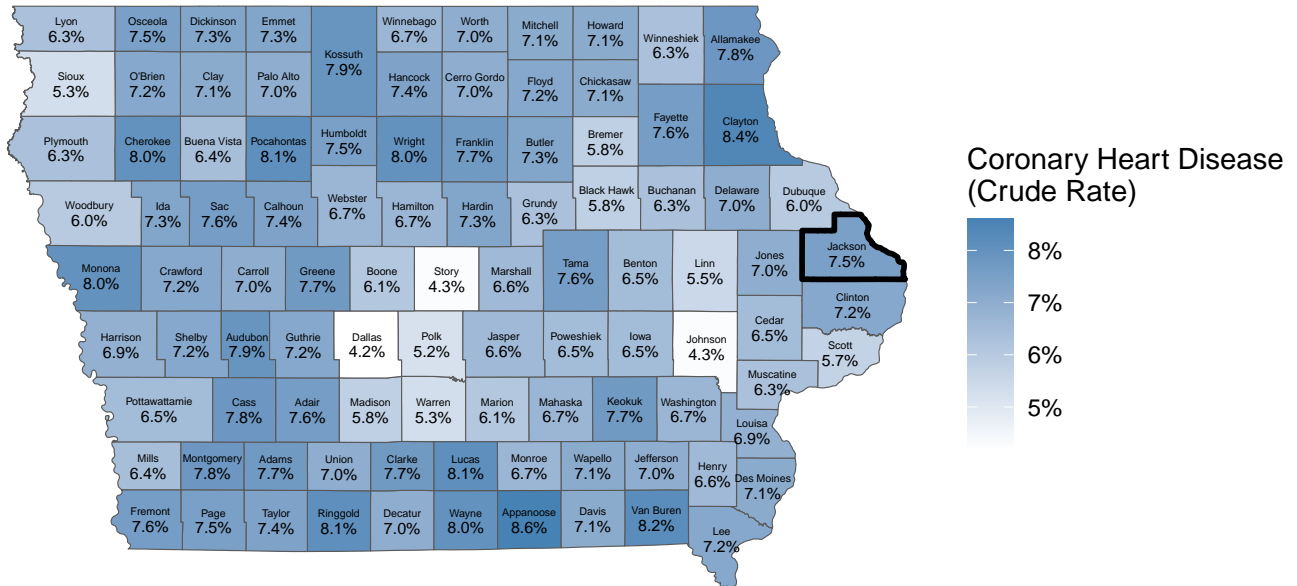 Lyon
6.3%
Osceola
7.5%
Dickinson
7.3%
Emmet
7.3%
Kossuth
7.9%
Winnebago
6.7%
Worth
7.0%
Mitchell
7.1%
Howard
7.1%
Winneshiek
6.3%
Allamakee
7.8%
Sioux
5.3%
O'Brien
7.2%
Clay
7.1%
Palo Alto
7.0%
Hancock
7.4%
Cerro Gordo
7.0%
Floyd
7.2%
Chickasaw
7.1%
Fayette
7.6%
Clayton
8.4%
Plymouth
6.3%
Cherokee
8.0%
Buena Vista
6.4%
Pocahontas
8.1%
Humboldt
7.5%
Wright
8.0%
Franklin
7.7%
Butler
7.3%
Bremer
5.8%
Woodbury
6.0%
Ida
7.3%
Sac
7.6%
Calhoun
7.4%
Webster
6.7%
Hamilton
6.7%
Hardin
7.3%
Grundy
6.3%
Black Hawk
5.8%
Buchanan
6.3%
Delaware
7.0%
Dubuque
6.0%
Monona
8.0%
Crawford
7.2%
Carroll
7.0%
Greene
7.7%
Boone
6.1%
Story
4.3%
Marshall
6.6%
Tama
7.6%
Benton
6.5%
Linn
5.5%
Jones
7.0%
Jackson
7.5%
Clinton
7.2%
Harrison
6.9%
Shelby
7.2%
Audubon
7.9%
Guthrie
7.2%
Dallas
4.2%
Polk
5.2%
Jasper
6.6%
Poweshiek
6.5%
Iowa
6.5%
Johnson
4.3%
Cedar
6.5%
Scott
5.7%
Muscatine
6.3%
Pottawattamie
6.5%
Cass
7.8%
Adair
7.6%
Madison
5.8%
Warren
5.3%
Marion
6.1%
Mahaska
6.7%
Keokuk
7.7%
Washington
6.7%
Louisa
6.9%
Mills
6.4%
Montgomery
7.8%
Adams
7.7%
Union
7.0%
Clarke
7.7%
Lucas
8.1%
Monroe
6.7%
Wapello
7.1%
Jefferson
7.0%
Henry
6.6%
Des Moines
7.1%
Fremont
7.6%
Page
7.5%
Taylor
7.4%
Ringgold
8.1%
Decatur
7.0%
Wayne
8.0%
Appanoose
8.6%
Davis
7.1%
Van Buren
8.2%
Lee
7.2%
Coronary Heart Disease
(Crude Rate)
8%
7%
6%
5%